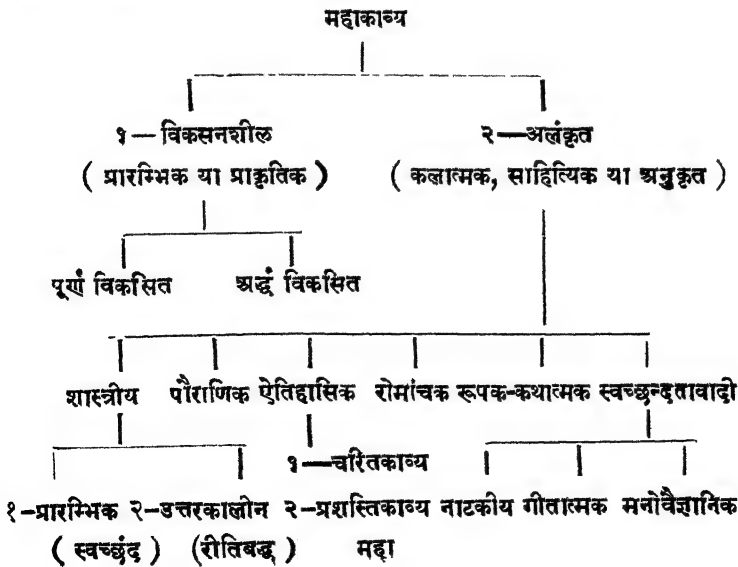 महाकाव्य
१—विकसनशील २—अलंकृत
( प्रारम्भिक या प्राकृतिक ) ( कलात्मक, साहित्यिक या अनुकृत )
पूर्ण विकसित अर्द्ध विकसित
शास्त्रीय पौराणिक ऐतिहासिक रोमांचक रूपक-कथात्मक स्वच्छन्दतावादी
१—चरितकाव्य
१-प्रारम्भिक २-उत्तरकालीन २-प्रशस्तिकाव्य नाटकीय गीतात्मक मनोवैज्ञानिक
( स्वच्छंद ) (रीतिबद्ध ) महा